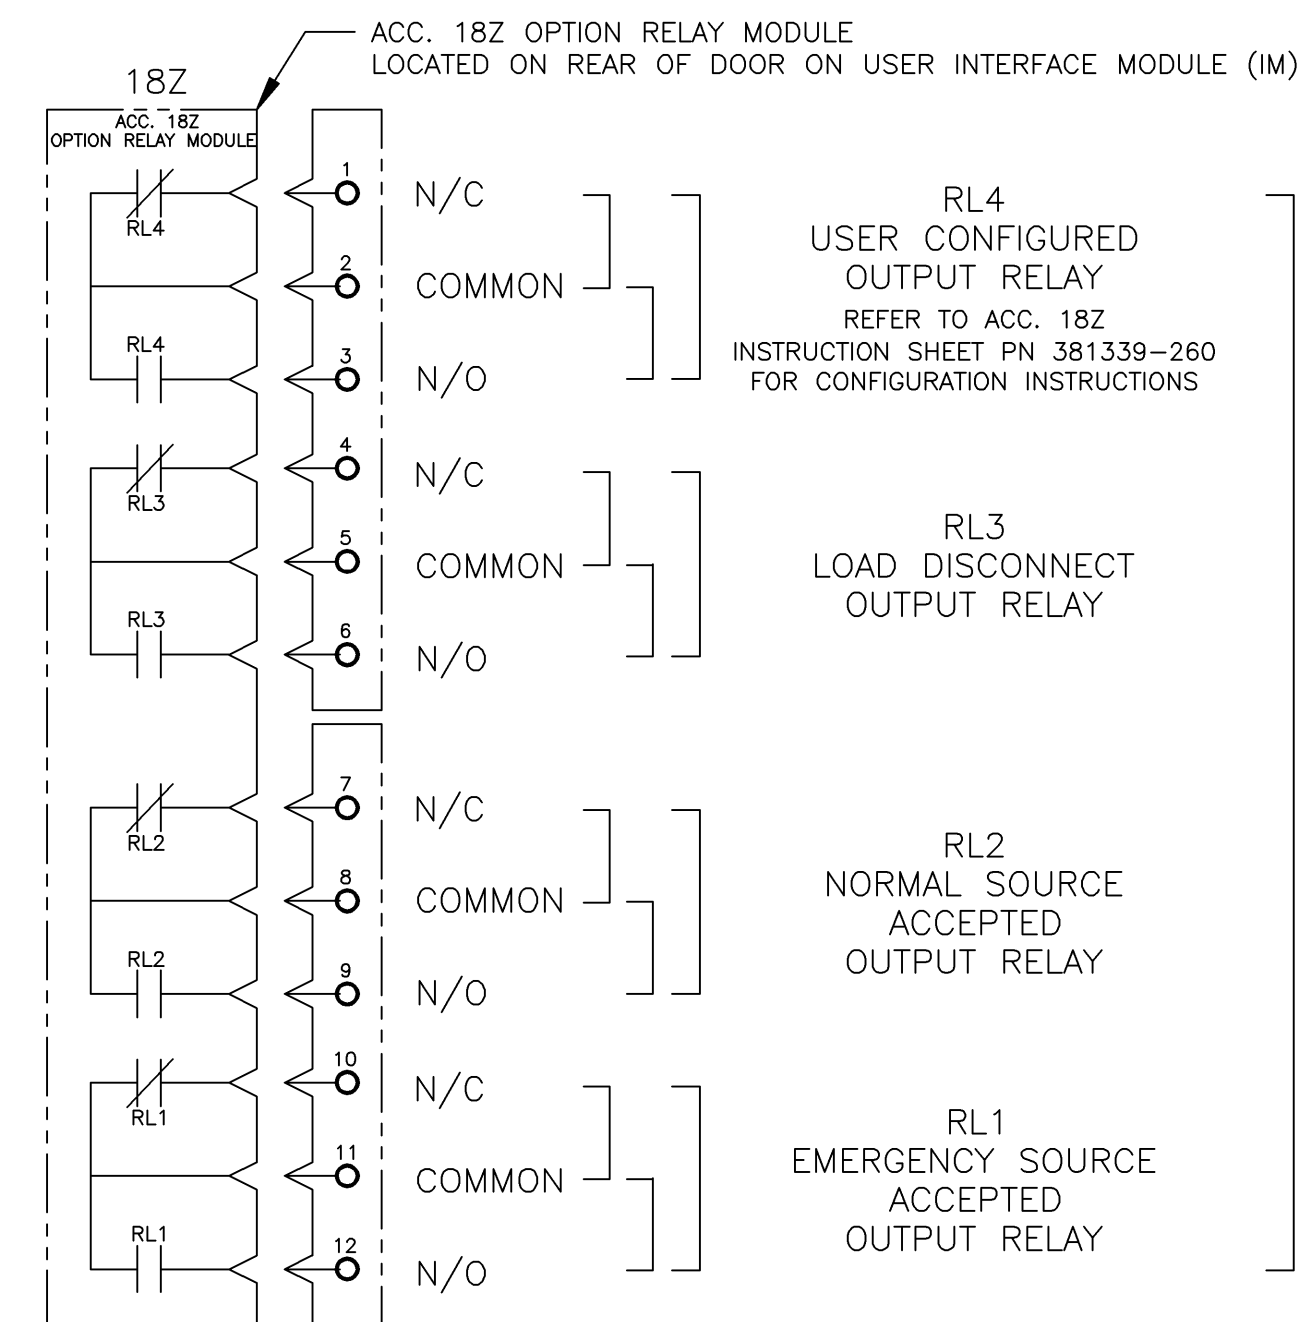 ACC. 18Z OPTION RELAY MODULE
LOCATED ON REAR OF DOOR ON USER INTERFACE MODULE (IM)
18Z
ACC. 18Z
OPTION RELAY MODULE
RL4
1
N/C
2
COMMON
RL4
3
N/O
RL4
USER CONFIGURED
OUTPUT RELAY
REFER TO ACC. 18Z
INSTRUCTION SHEET PN 381339-260
FOR CONFIGURATION INSTRUCTIONS
RL3
4
N/C
5
COMMON
RL3
6
N/O
RL3
LOAD DISCONNECT
OUTPUT RELAY
RL2
7
N/C
8
COMMON
RL2
9
N/O
RL2
NORMAL SOURCE
ACCEPTED
OUTPUT RELAY
RL1
10
N/C
11
COMMON
RL1
12
N/O
RL1
EMERGENCY SOURCE
ACCEPTED
OUTPUT RELAY